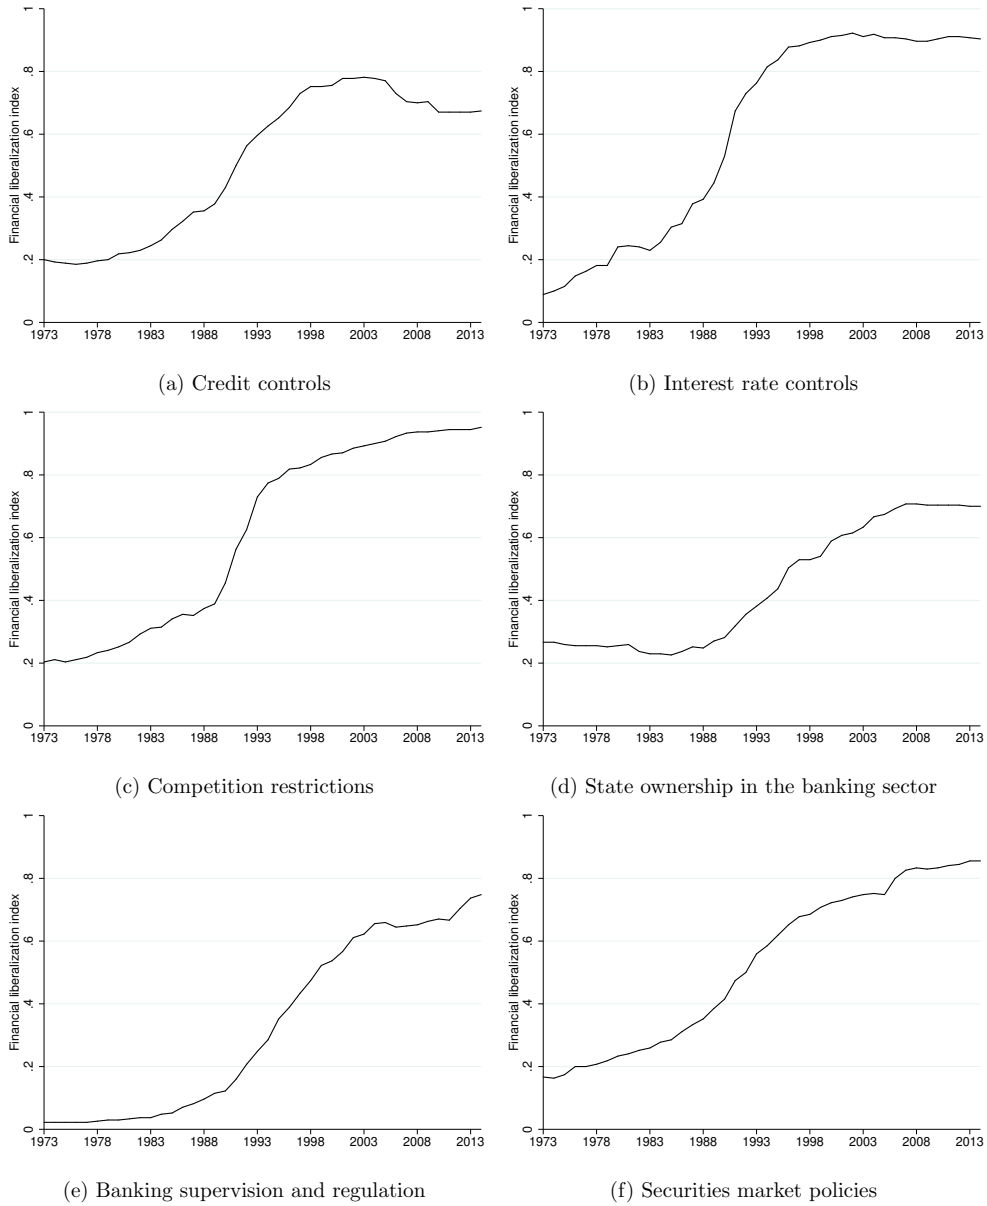 Financial liberalization index
0 .2 .4 .6 .8 1
1973 1978 1983 1988 1993 1998 2003 2008 2013
(a) Credit controls
Financial liberalization index
0 .2 .4 .6 .8 1
1973 1978 1983 1988 1993 1998 2003 2008 2013
(b) Interest rate controls
Financial liberalization index
0 .2 .4 .6 .8 1
1973 1978 1983 1988 1993 1998 2003 2008 2013
(c) Competition restrictions
Financial liberalization index
0 .2 .4 .6 .8 1
1973 1978 1983 1988 1993 1998 2003 2008 2013
(d) State ownership in the banking sector
Financial liberalization index
0 .2 .4 .6 .8 1
1973 1978 1983 1988 1993 1998 2003 2008 2013
(e) Banking supervision and regulation
Financial liberalization index
0 .2 .4 .6 .8 1
1973 1978 1983 1988 1993 1998 2003 2008 2013
(f) Securities market policies